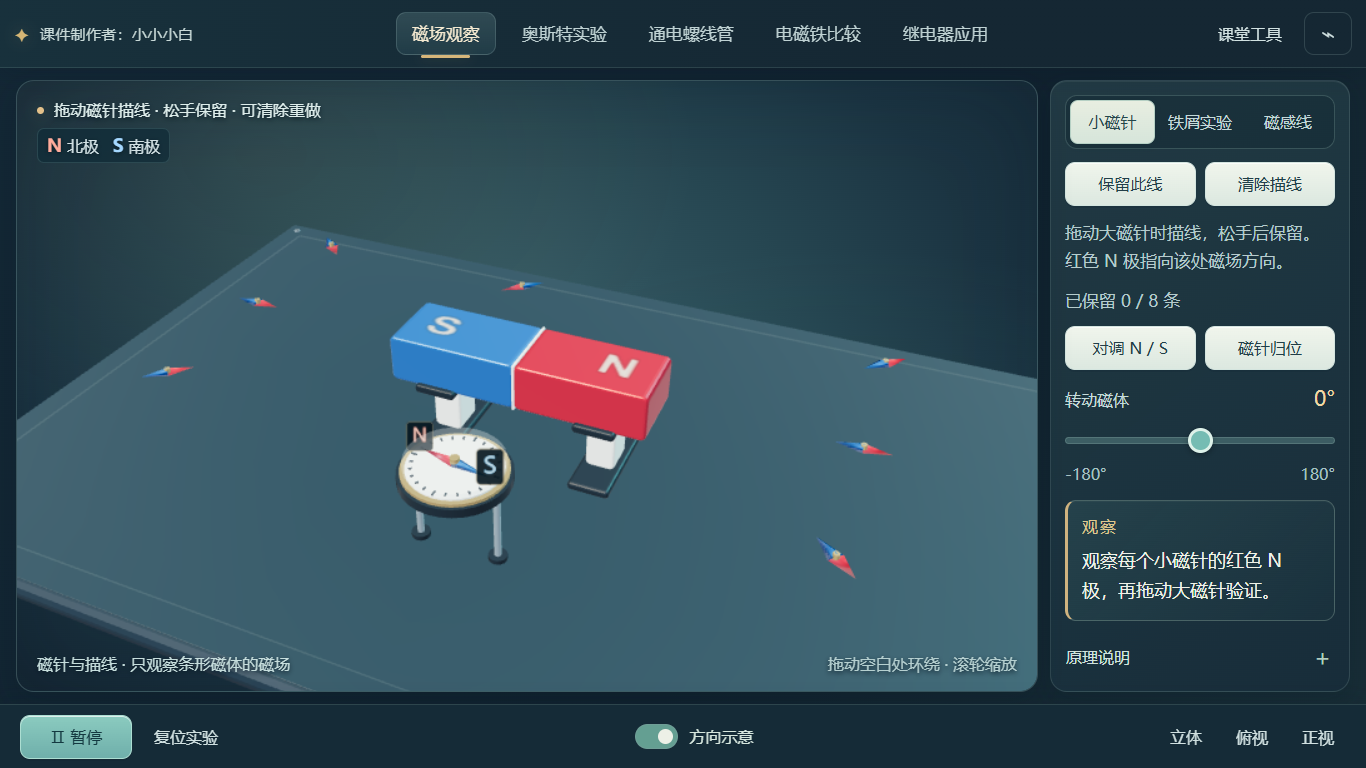 课件制作者：小小小白
磁场观察
奥斯特实验
通电螺线管
电磁铁比较
继电器应用
课堂工具
拖动磁针描线 · 松手保留 · 可清除重做
N 北极 S 南极
S
N
N
S
磁针与描线 · 只观察条形磁体的磁场
拖动空白处环绕 · 滚轮缩放
小磁针
铁屑实验
磁感线
保留此线
清除描线
拖动大磁针时描线，松手后保留。
红色 N 极指向该处磁场方向。
已保留 0 / 8 条
对调 N / S
磁针归位
转动磁体
0°
-180°
180°
观察
观察每个小磁针的红色 N
极，再拖动大磁针验证。
原理说明
+
暂停
复位实验
方向示意
立体
俯视
正视